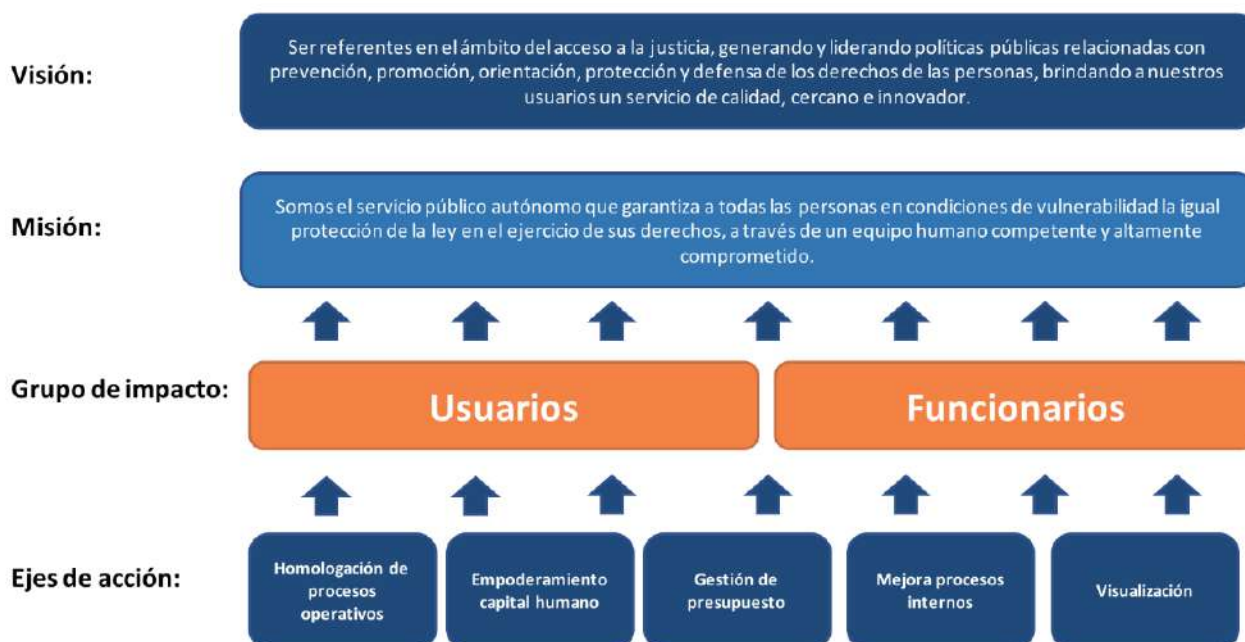 Visión:
Ser referentes en el ámbito del acceso a la justicia, generando y liderando políticas públicas relacionadas con
prevención, promoción, orientación, protección y defensa de los derechos de las personas, brindando a nuestros
usuarios un servicio de calidad, cercano e innovador.
Misión:
Somos el servicio público autónomo que garantiza a todas las personas en condiciones de vulnerabilidad la igual
protección de la ley en el ejercicio de sus derechos, a través de un equipo humano competente y altamente
comprometido.
Grupo de impacto:
Usuarios
Funcionarios
Ejes de acción:
Homologación de
procesos
operativos
Empoderamiento
capital humano
Gestión de
presupuesto
Mejora procesos
internos
Visualización